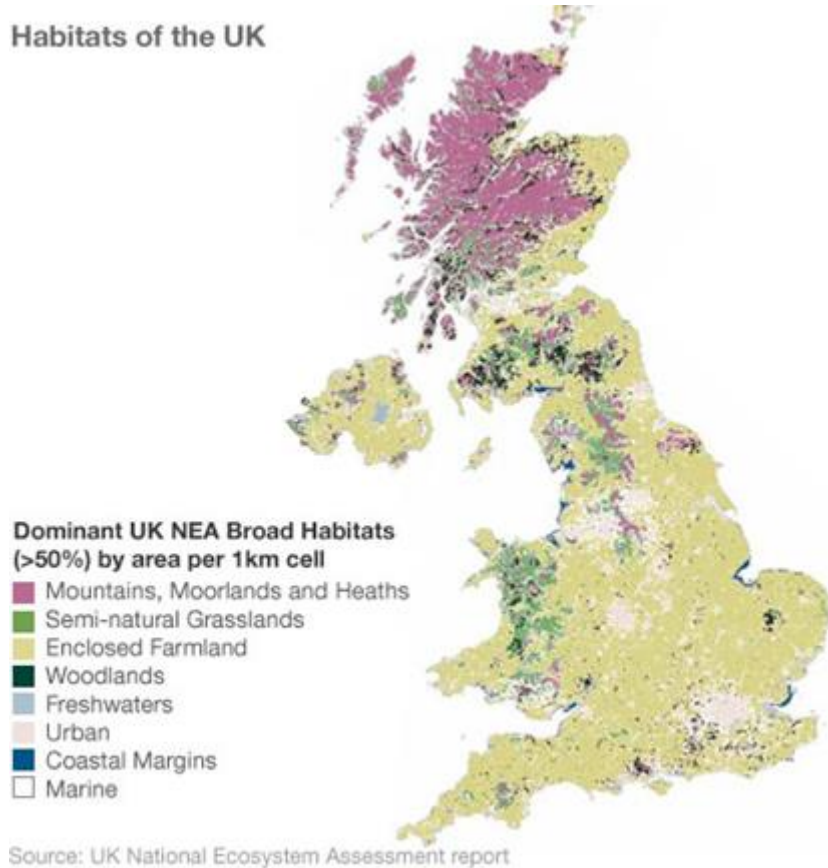 Habitats of the UK
Dominant UK NEA Broad Habitats
(>50%) by area per 1km cell
Mountains, Moorlands and Heaths
Semi-natural Grasslands
Enclosed Farmland
Woodlands
Freshwaters
Urban
Coastal Margins
Marine
Source: UK National Ecosystem Assessment report